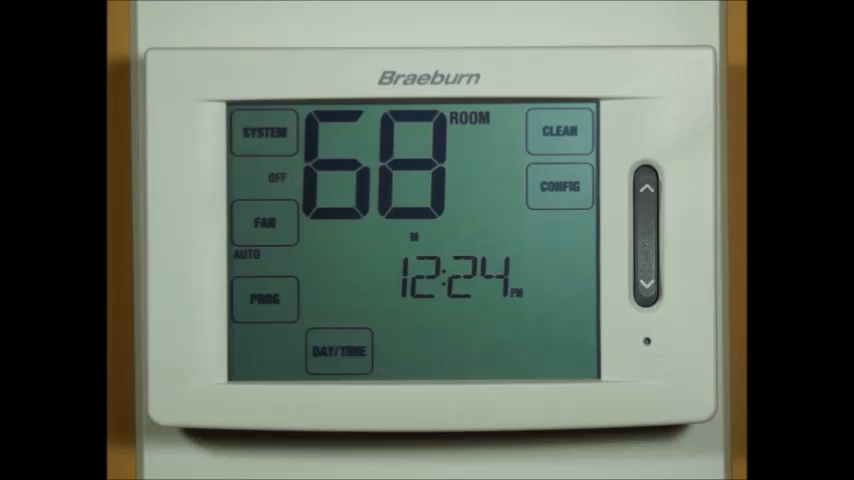 Braeburn
SYSTEM
68
ROOM
CLEAN
OFF
CONFIG
FAN
M
AUTO
12:24 PM
PROG
DAY/TIME